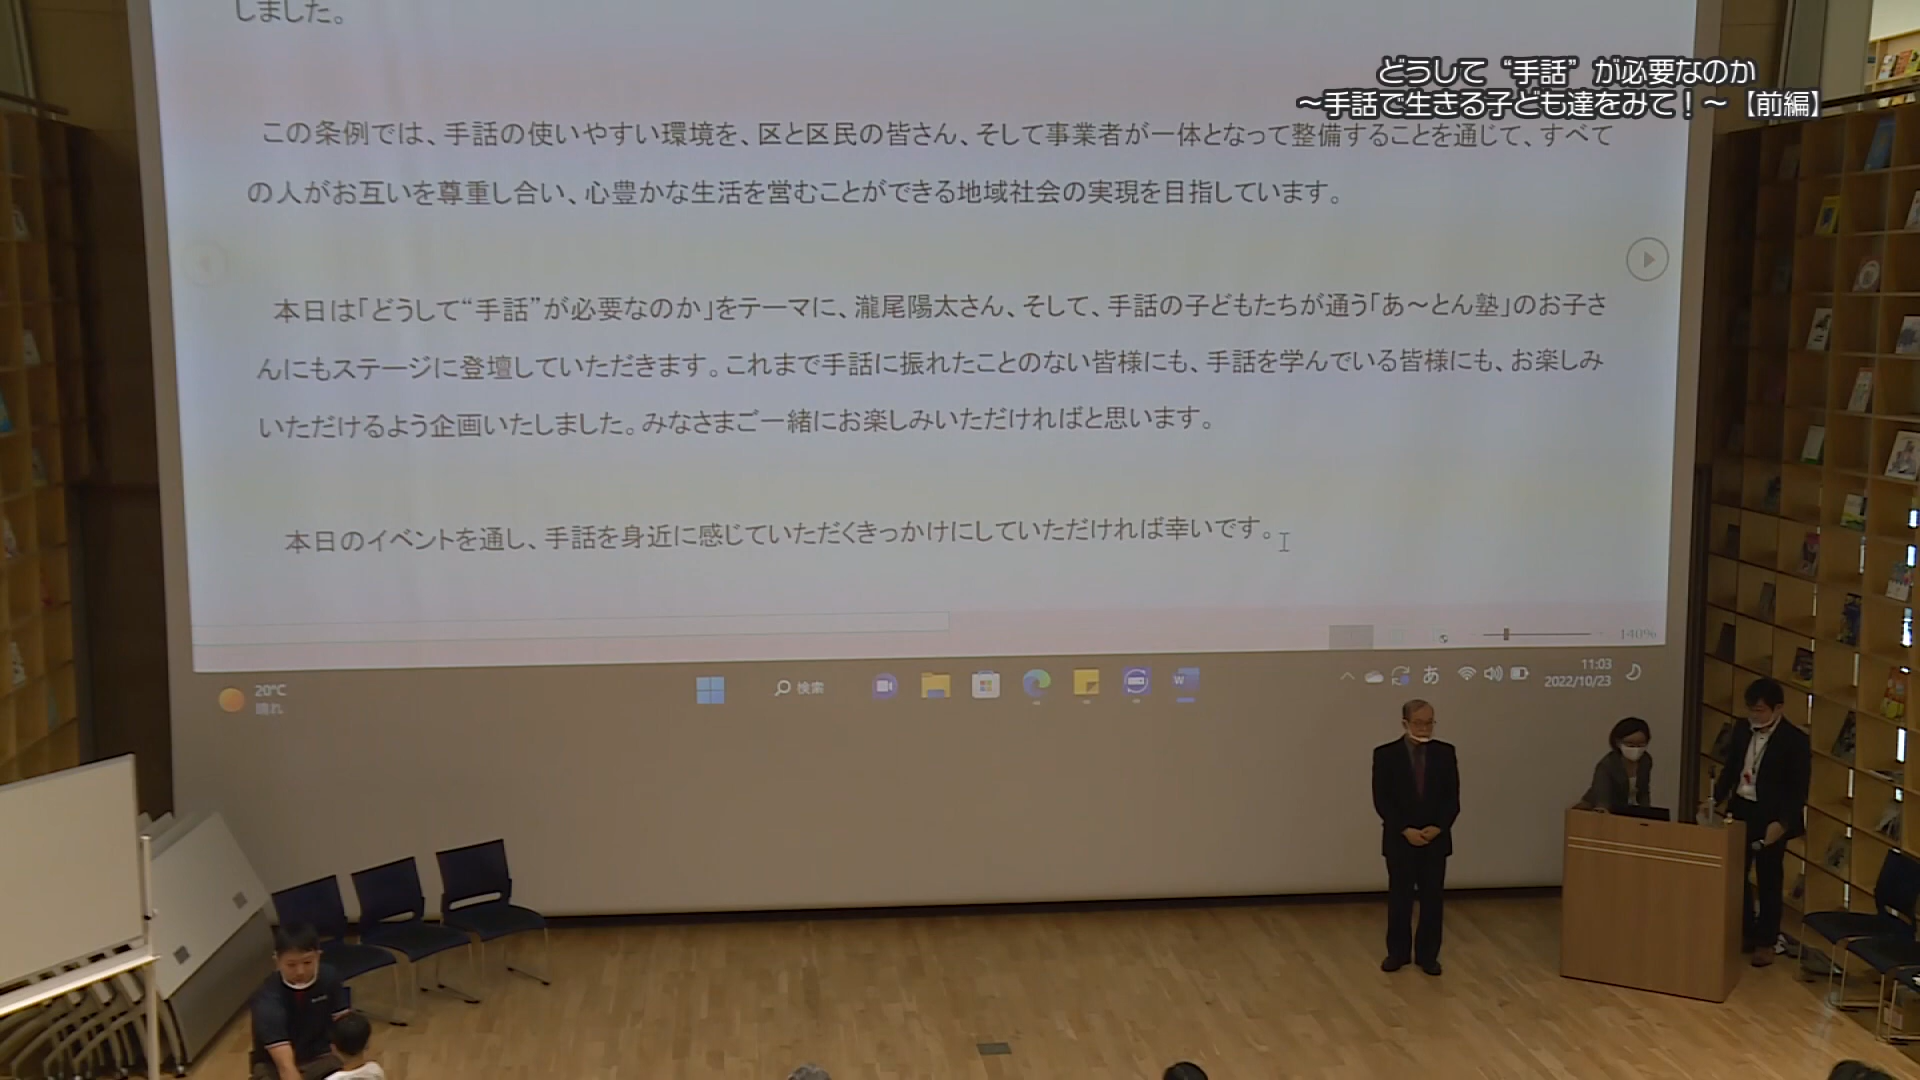 しました。
どうして“手話”が必要なのか
～手話で生きる子ども達をみて！～【前編】
この条例では、手話の使いやすい環境を、区と区民の皆さん、そして事業者が一体となって整備することを通じて、すべて
の人がお互いを尊重し合い、心豊かな生活を営むことができる地域社会の実現を目指しています。
本日は「どうして“手話”が必要なのか」をテーマに、瀧尾陽太さん、そして、手話の子どもたちが通う「あ～とん塾」のお子さ
んにもステージに登壇していただきます。これまで手話に振れたことのない皆様にも、手話を学んでいる皆様にも、お楽しみ
いただけるよう企画いたしました。みなさまご一緒にお楽しみいただければと思います。
本日のイベントを通し、手話を身近に感じていただくきっかけにしていただければ幸いです。
140%
20°C
晴れ
検索
あ
11:03
2022/10/23